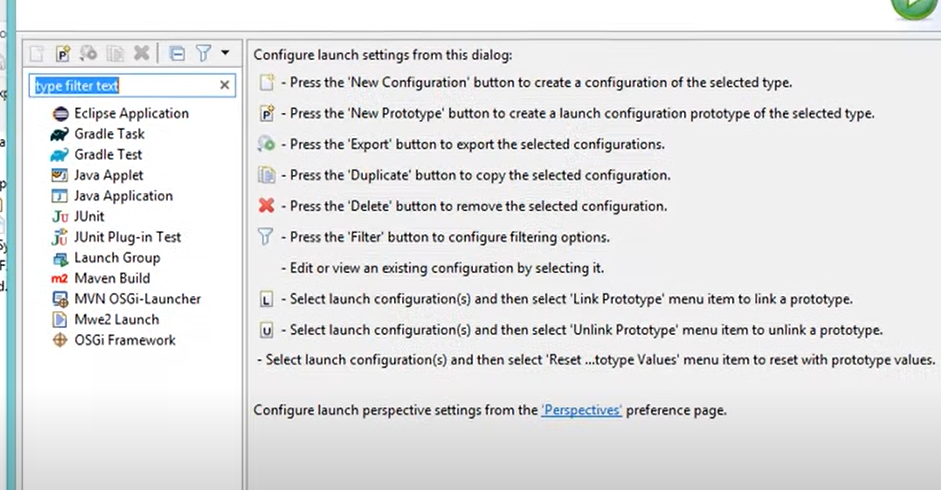 type filter text
Eclipse Application
Gradle Task
Gradle Test
Java Applet
Java Application
JUnit
JUnit Plug-in Test
Launch Group
Maven Build
MVN OSGi-Launcher
Mwe2 Launch
OSGi Framework
Configure launch settings from this dialog:
- Press the 'New Configuration' button to create a configuration of the selected type.
- Press the 'New Prototype' button to create a launch configuration prototype of the selected type.
- Press the 'Export' button to export the selected configurations.
- Press the 'Duplicate' button to copy the selected configuration.
- Press the 'Delete' button to remove the selected configuration.
- Press the 'Filter' button to configure filtering options.
- Edit or view an existing configuration by selecting it.
- Select launch configuration(s) and then select 'Link Prototype' menu item to link a prototype.
- Select launch configuration(s) and then select 'Unlink Prototype' menu item to unlink a prototype.
- Select launch configuration(s) and then select 'Reset ...totype Values' menu item to reset with prototype values.
Configure launch perspective settings from the 'Perspectives' preference page.